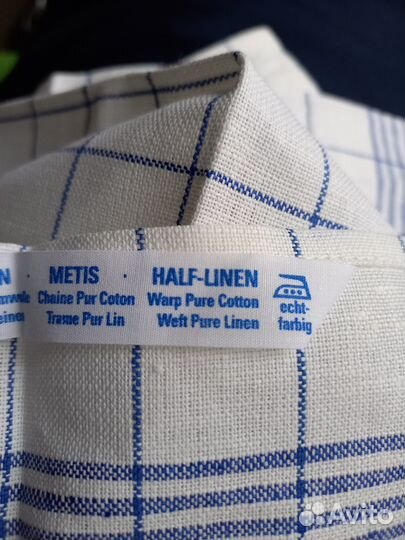 METIS · HALF-LINEN
Chaine Pur Coton Warp Pure Cotton echt-
Trame Pur Lin Weft Pure Linen farbig
Avito